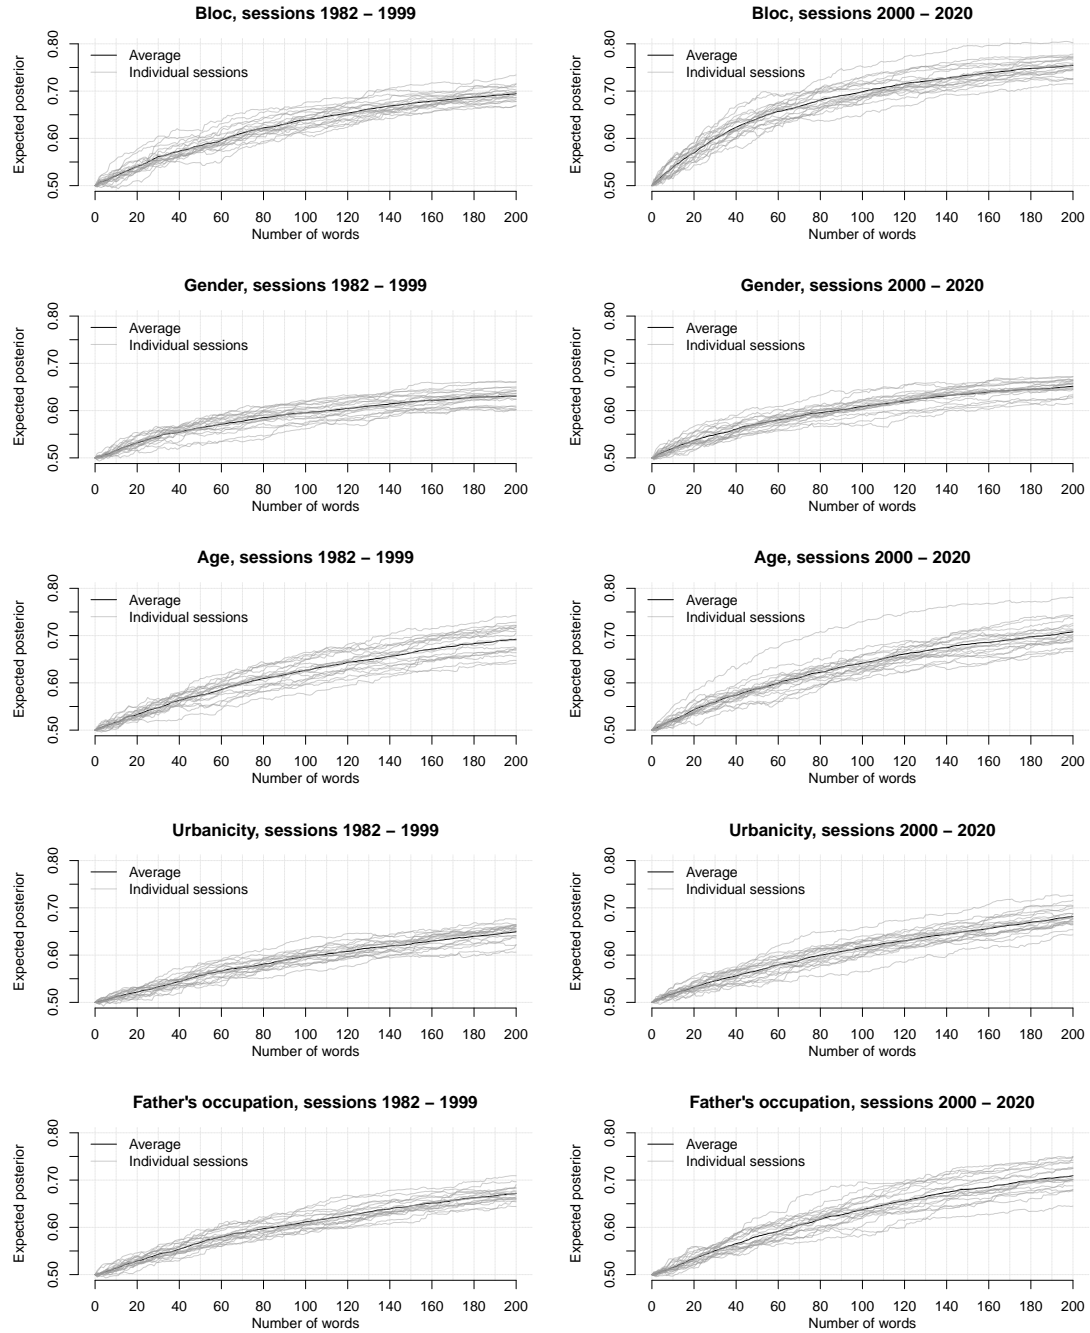 Bloc, sessions 1982 – 1999
Expected posterior
0.50 0.60 0.70 0.80
Average
Individual sessions
0 20 40 60 80 100 120 140 160 180 200
Number of words
Bloc, sessions 2000 – 2020
Expected posterior
0.50 0.60 0.70 0.80
Average
Individual sessions
0 20 40 60 80 100 120 140 160 180 200
Number of words
Gender, sessions 1982 – 1999
Expected posterior
0.50 0.60 0.70 0.80
Average
Individual sessions
0 20 40 60 80 100 120 140 160 180 200
Number of words
Gender, sessions 2000 – 2020
Expected posterior
0.50 0.60 0.70 0.80
Average
Individual sessions
0 20 40 60 80 100 120 140 160 180 200
Number of words
Age, sessions 1982 – 1999
Expected posterior
0.50 0.60 0.70 0.80
Average
Individual sessions
0 20 40 60 80 100 120 140 160 180 200
Number of words
Age, sessions 2000 – 2020
Expected posterior
0.50 0.60 0.70 0.80
Average
Individual sessions
0 20 40 60 80 100 120 140 160 180 200
Number of words
Urbanicity, sessions 1982 – 1999
Expected posterior
0.50 0.60 0.70 0.80
Average
Individual sessions
0 20 40 60 80 100 120 140 160 180 200
Number of words
Urbanicity, sessions 2000 – 2020
Expected posterior
0.50 0.60 0.70 0.80
Average
Individual sessions
0 20 40 60 80 100 120 140 160 180 200
Number of words
Father's occupation, sessions 1982 – 1999
Expected posterior
0.50 0.60 0.70 0.80
Average
Individual sessions
0 20 40 60 80 100 120 140 160 180 200
Number of words
Father's occupation, sessions 2000 – 2020
Expected posterior
0.50 0.60 0.70 0.80
Average
Individual sessions
0 20 40 60 80 100 120 140 160 180 200
Number of words